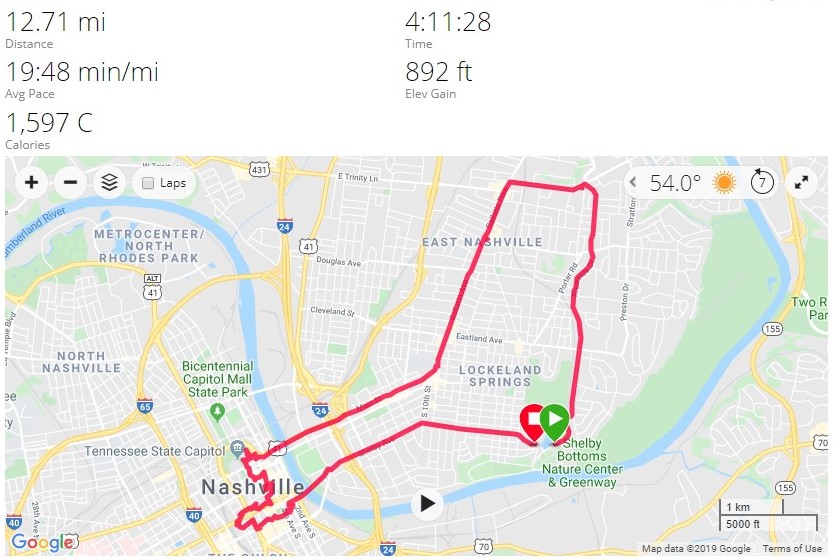 12.71 mi
Distance
4:11:28
Time
19:48 min/mi
Avg Pace
892 ft
Elev Gain
1,597 C
Calories
+
−
Laps
431
E Trinity Ln
54.0°
7
Stratford
Cumberland River
METROCENTER/
NORTH
RHODES PARK
24
41
EAST NASHVILLE
Douglas Ave
Porter Rd
ALT
41
Preston Dr
Two R
Par
Cleveland St
155
Eastland Ave
NORTH
NASHVILLE
Bicentennial
Capitol Mall
State Park
LOCKELAND
SPRINGS
S 10th St
65
24
Tennessee State Capitol
41
Shelby
Bottoms
Nature Center
& Greenway
70
Nashville
155
28th Ave N
40
40
2nd Ave S
1 km
5000 ft
Google
THE GULCH
24
70
Map data ©2019 Google
Terms of Use